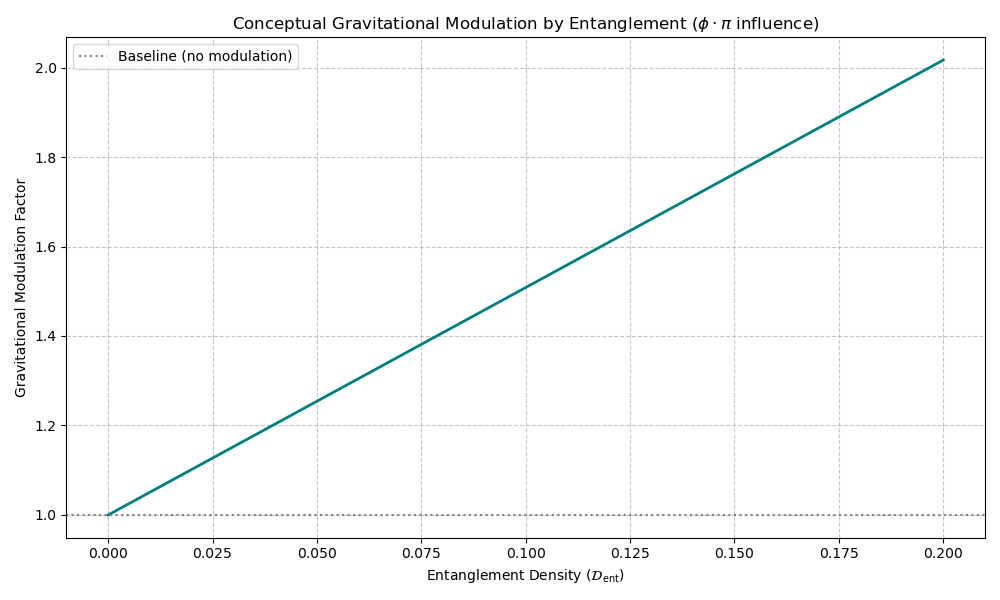 Conceptual Gravitational Modulation by Entanglement (ϕ · π influence)
Baseline (no modulation)
Gravitational Modulation Factor
2.0
1.8
1.6
1.4
1.2
1.0
0.000 0.025 0.050 0.075 0.100 0.125 0.150 0.175 0.200
Entanglement Density (𝒟ent)